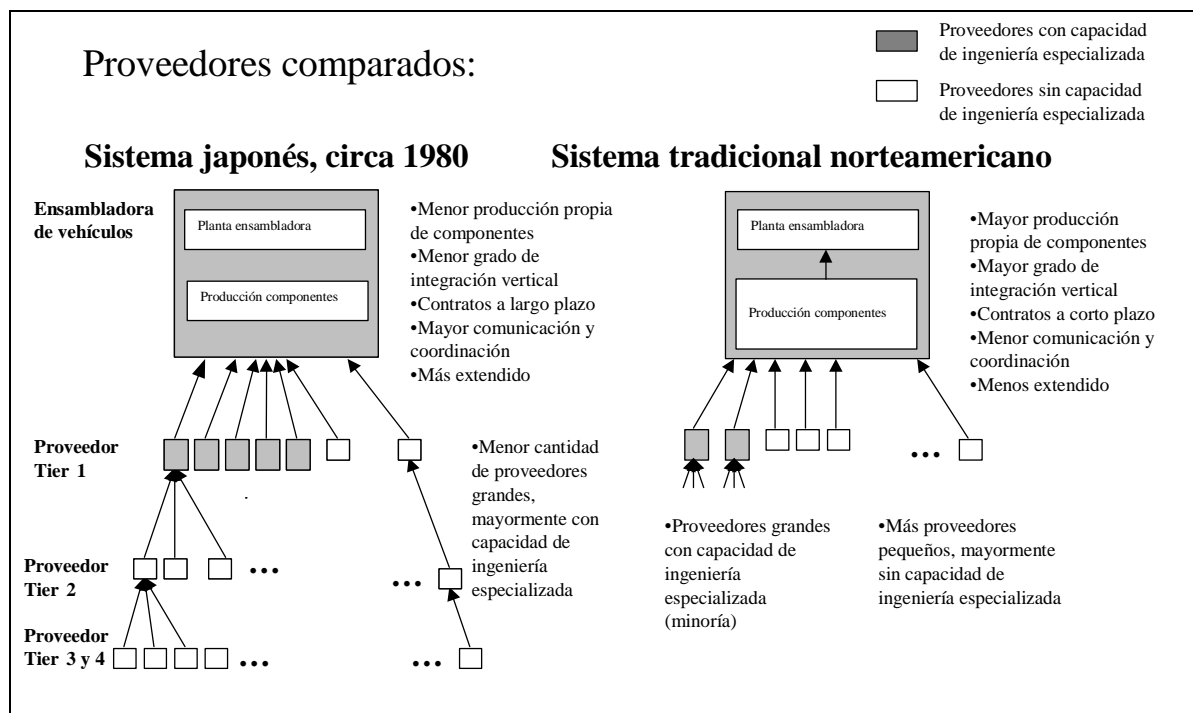 Proveedores comparados:
Proveedores con capacidad
de ingeniería especializada
Proveedores sin capacidad
de ingeniería especializada
Sistema japonés, circa 1980
Sistema tradicional norteamericano
Ensambladora
de vehículos
Planta ensambladora
Producción componentes
•Menor producción propia
de componentes
•Menor grado de
integración vertical
•Contratos a largo plazo
•Mayor comunicación y
coordinación
•Más extendido
Planta ensambladora
Producción componentes
•Mayor producción
propia de componentes
•Mayor grado de
integración vertical
•Contratos a corto plazo
•Menor comunicación y
coordinación
•Menos extendido
Proveedor
Tier 1
•Menor cantidad
de proveedores
grandes,
mayormente con
capacidad de
ingeniería
especializada
...
•Proveedores grandes
con capacidad de
ingeniería
especializada
(minoría)
•Más proveedores
pequeños, mayormente
sin capacidad de
ingeniería especializada
Proveedor
Tier 2
... ...
Proveedor
Tier 3 y 4
... ...